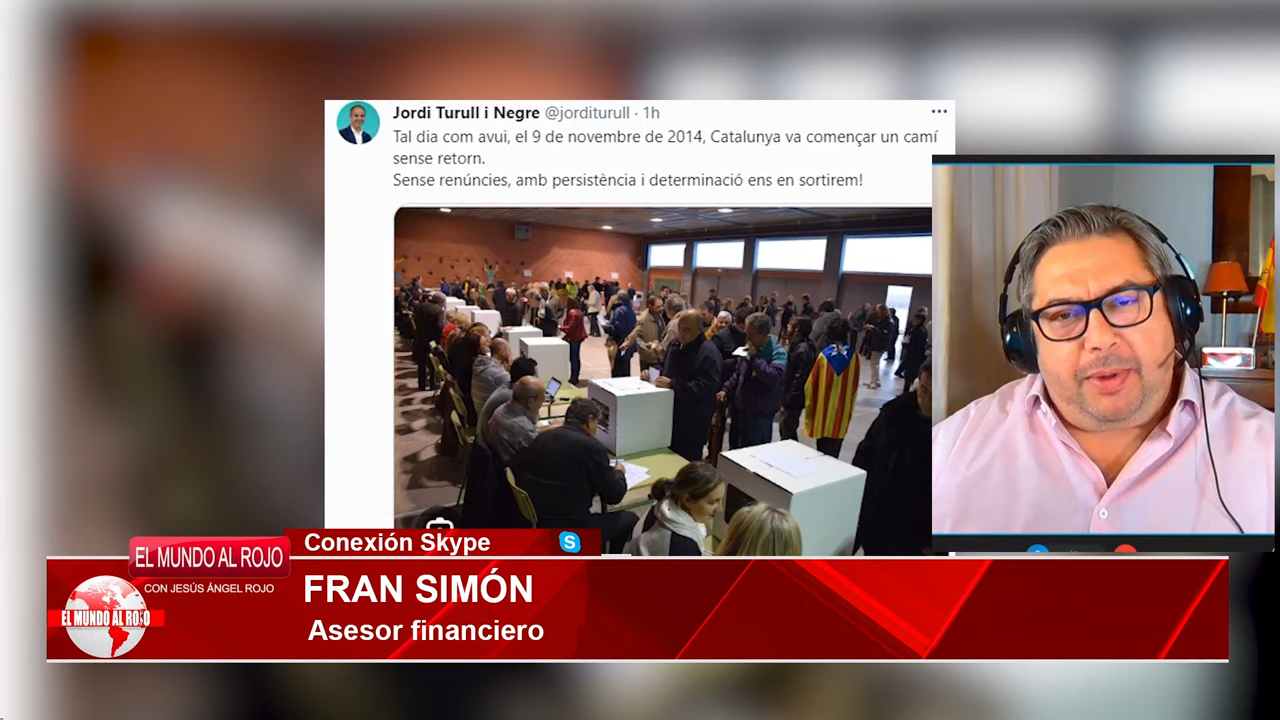 Jordi Turull i Negre @jorditurull · 1h
Tal dia com avui, el 9 de novembre de 2014, Catalunya va començar un camí
sense retorn.
Sense renúncies, amb persistència i determinació ens en sortirem!
Conexión Skype
EL MUNDO AL ROJO
CON JESÚS ÁNGEL ROJO
EL MUNDO AL ROJO
FRAN SIMÓN
Asesor financiero